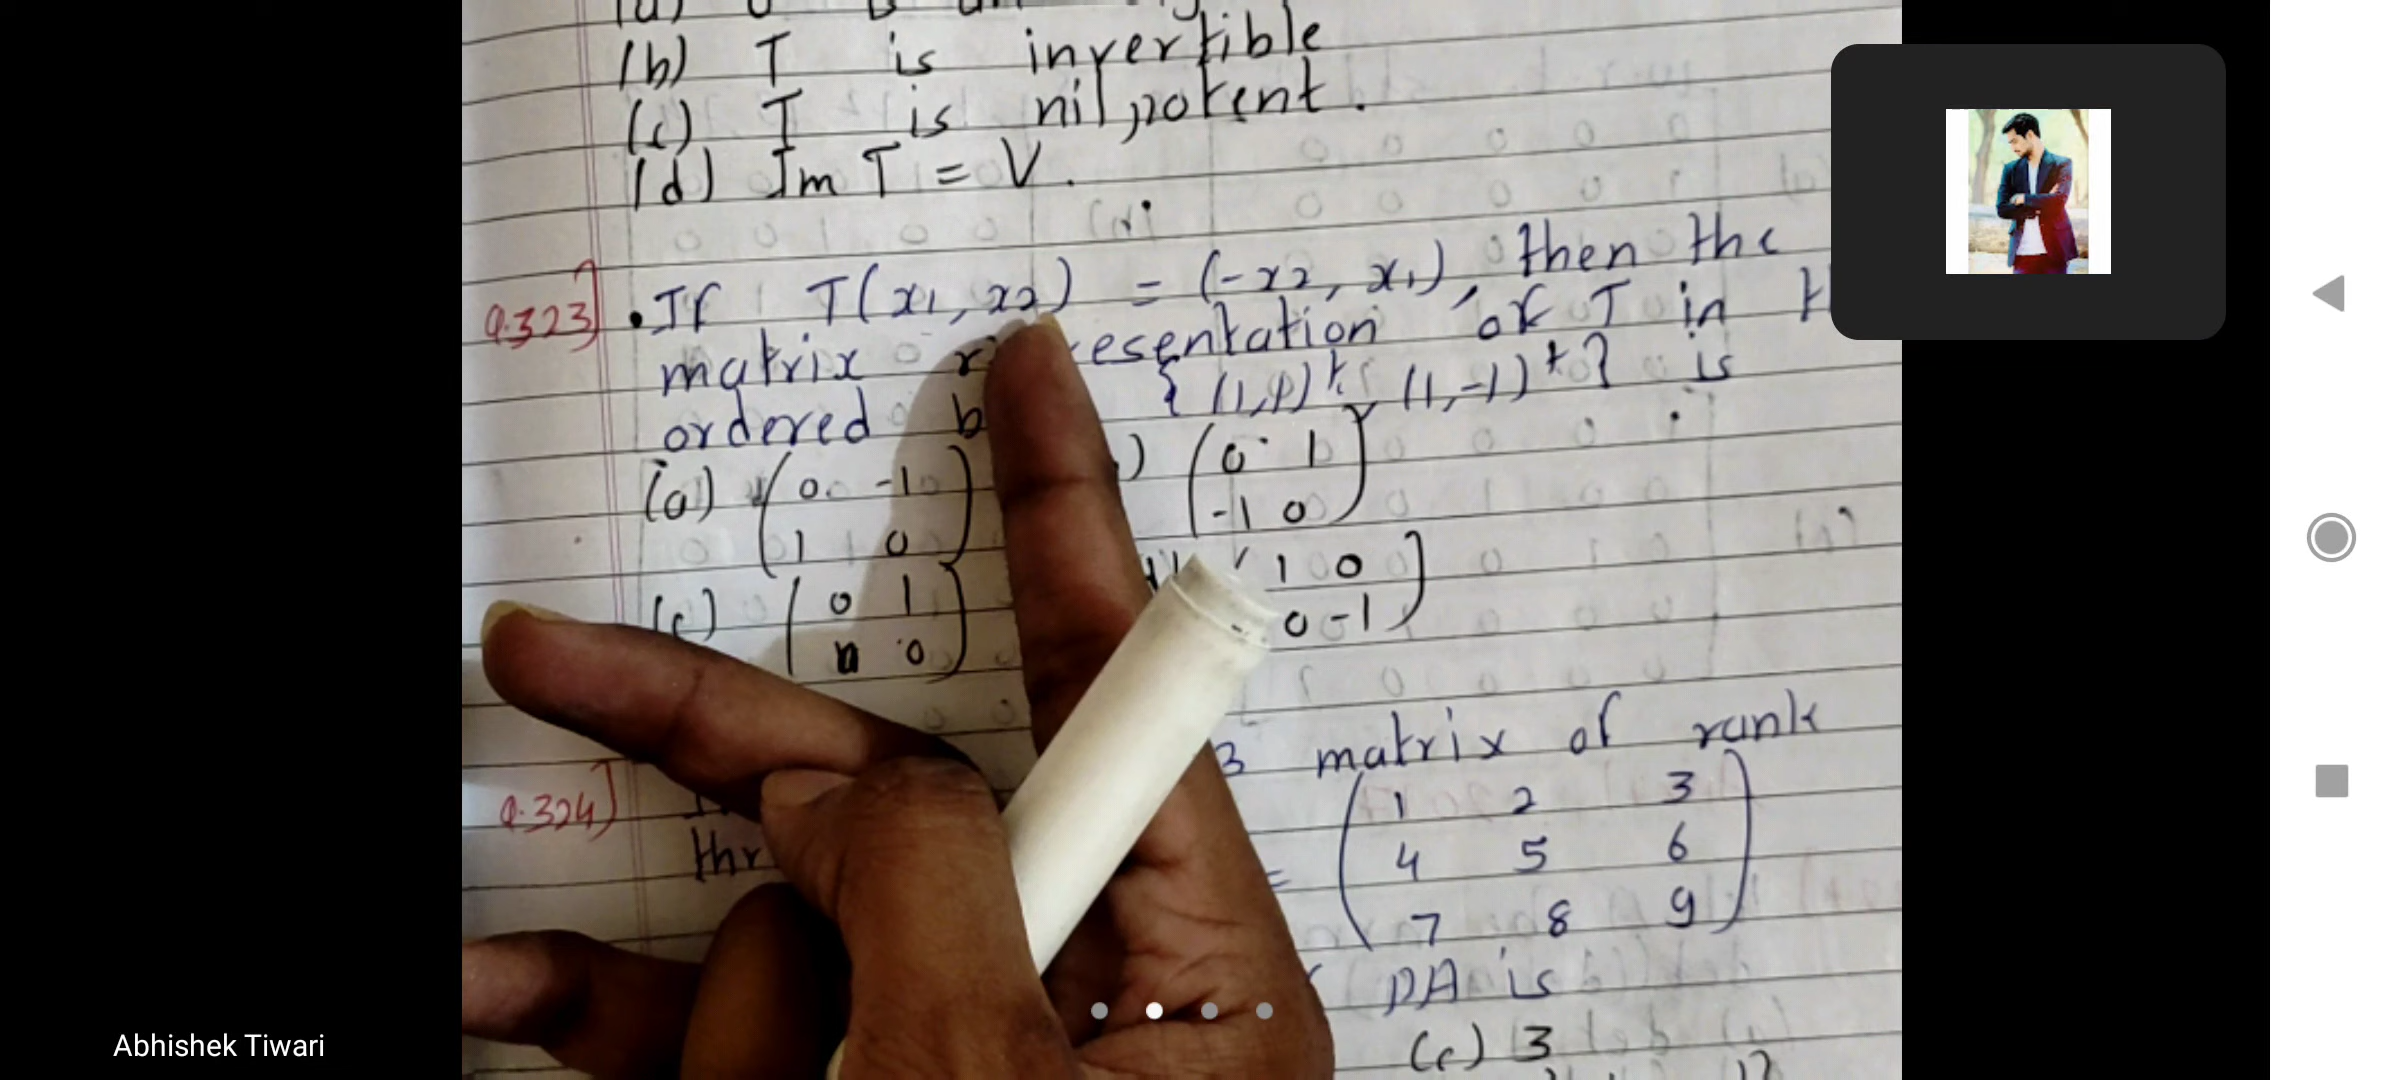 (b) T is invertible
(c) T is nilpotent.
(d) Im T = V.
Q.323] . If T(x1, x2) = (-x2, x1), then the
matrix resentation of T in
ordered b { (1,1)t, (1,-1)t } is
(a) ( 0 -1 ) ) ( 0 1 )
1 0 -1 0
(c) ( 0 1 ) 1 0 )
0 0 0 -1
3 matrix of rank
Q.324]
thr = ( 1 2 3
4 5 6
7 8 9 )
PA is
(c) 3
Abhishek Tiwari